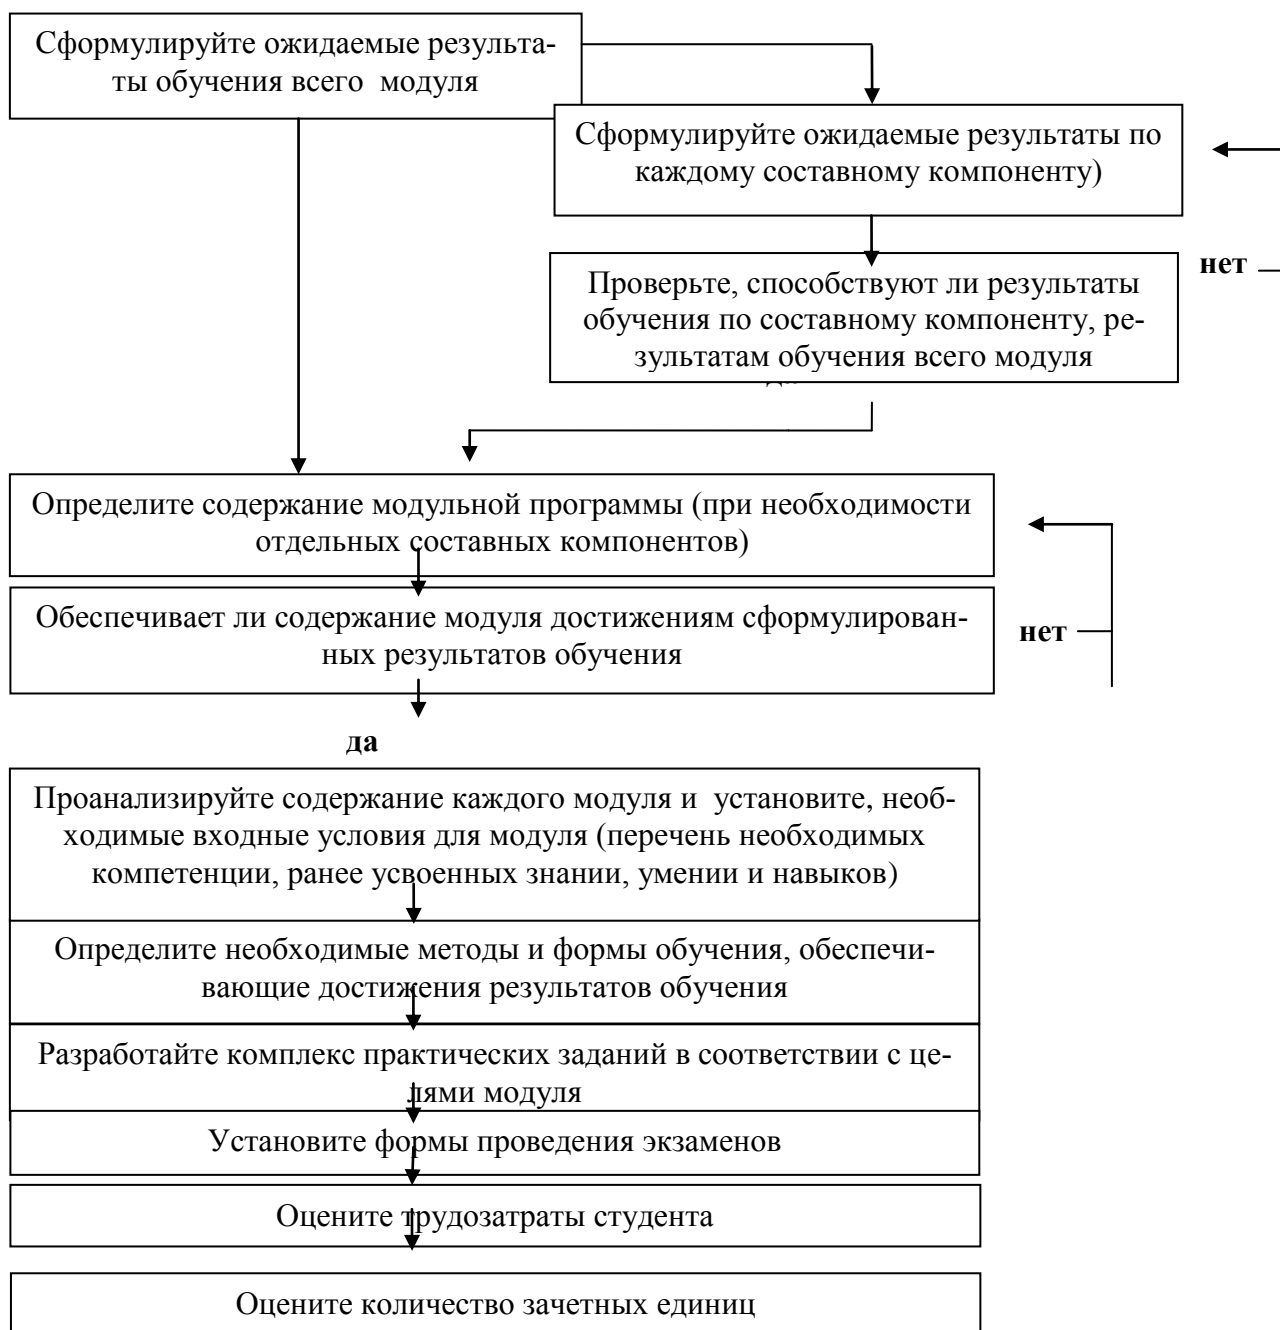 Сформулируйте ожидаемые результа-
ты обучения всего модуля
Сформулируйте ожидаемые результаты по
каждому составному компоненту)
нет
Проверьте, способствуют ли результаты
обучения по составному компоненту, ре-
зультатам обучения всего модуля
Определите содержание модульной программы (при необходимости
отдельных составных компонентов)
Обеспечивает ли содержание модуля достижениям сформулирован-
ных результатов обучения
нет
да
Проанализируйте содержание каждого модуля и установите, необ-
ходимые входные условия для модуля (перечень необходимых
компетенции, ранее усвоенных знании, умении и навыков)
Определите необходимые методы и формы обучения, обеспечи-
вающие достижения результатов обучения
Разработайте комплекс практических заданий в соответствии с це-
лями модуля
Установите формы проведения экзаменов
Оцените трудозатраты студента
Оцените количество зачетных единиц